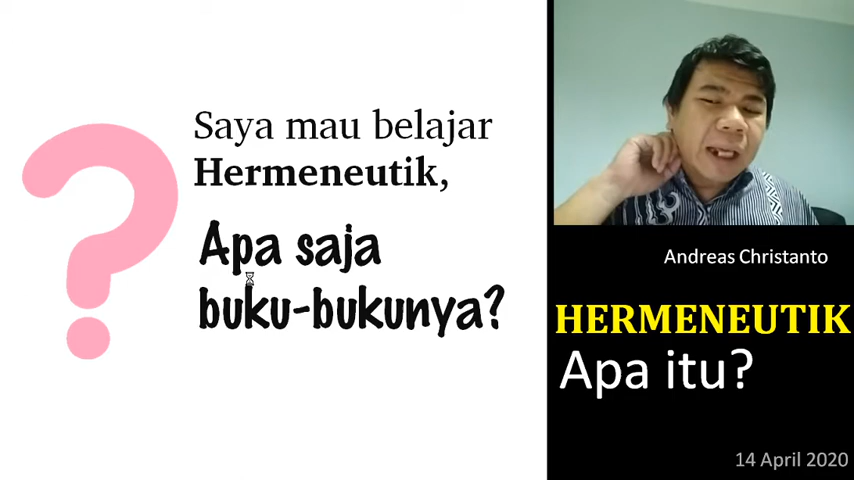 Saya mau belajar
Hermeneutik,
Apa saja
buku-bukunya?
Andreas Christanto
HERMENEUTIK
Apa itu?
14 April 2020